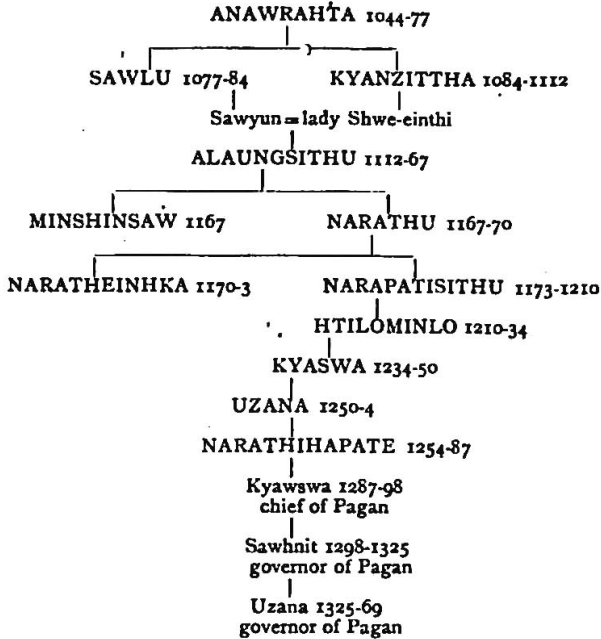 ANAWRAHTA 1044-77
SAWLU 1077-84 KYANZITTHA 1084-1112
Sawyun=lady Shwe-einthi
ALAUNGSITHU 1112-67
MINSHINSAW 1167 NARATHU 1167-70
NARATHEINHKA 1170-3 NARAPATISITHU 1173-1210
HTILOMINLO 1210-34
KYASWA 1234-50
UZANA 1250-4
NARATHIHAPATE 1254-87
Kyawswa 1287-98
chief of Pagan
Sawhnit 1298-1325
governor of Pagan
Uzana 1325-69
governor of Pagan